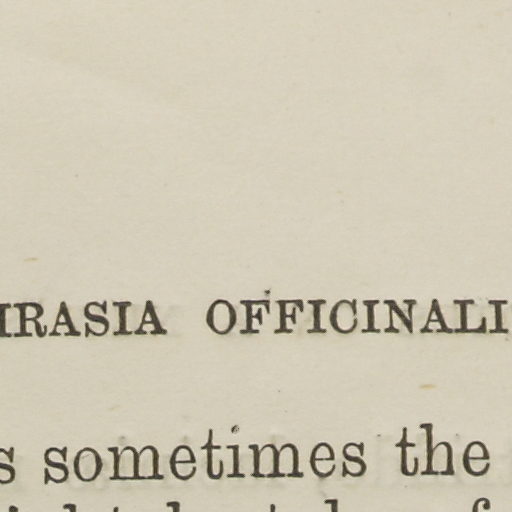 IRASIA OFFICINALI
s sometimes the